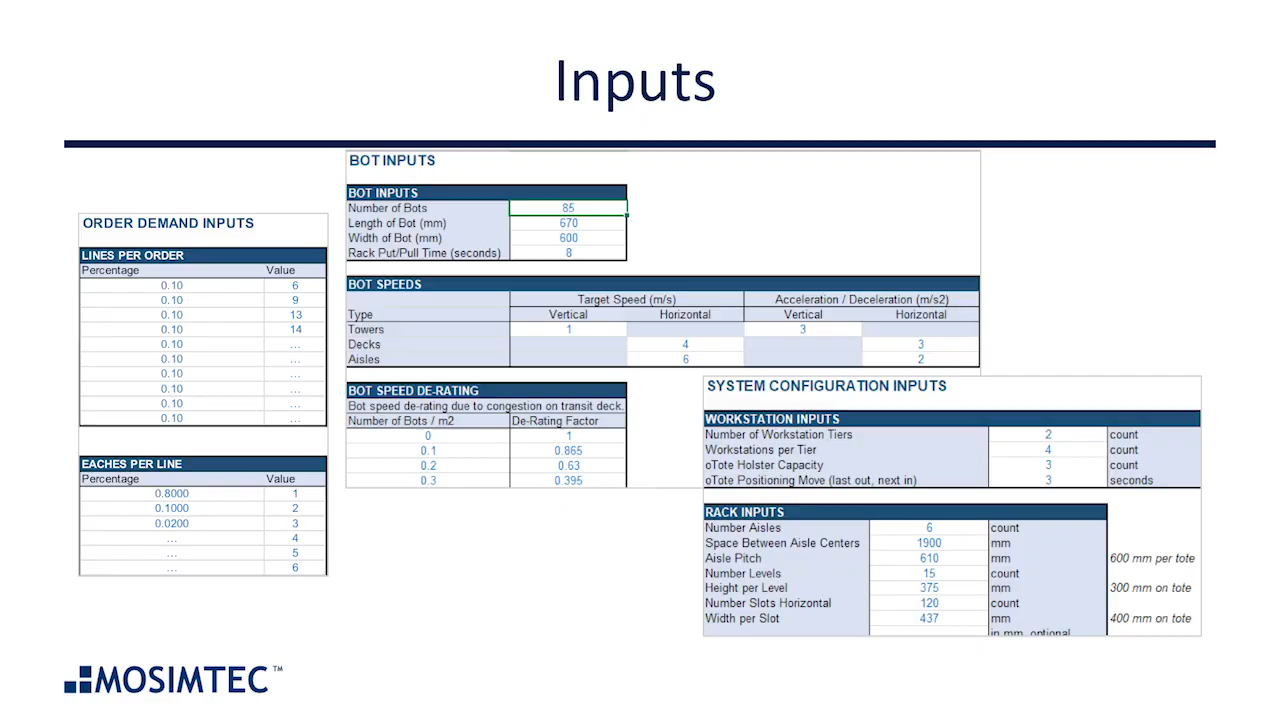 Inputs
ORDER DEMAND INPUTS
LINES PER ORDER
Percentage Value
0.10 6
0.10 9
0.10 13
0.10 14
0.10 ...
0.10 ...
0.10 ...
0.10 ...
0.10 ...
0.10 ...
EACHES PER LINE
Percentage Value
0.8000 1
0.1000 2
0.0200 3
... 4
... 5
... 6
BOT INPUTS
BOT INPUTS
Number of Bots 85
Length of Bot (mm) 670
Width of Bot (mm) 600
Rack Put/Pull Time (seconds) 8
BOT SPEEDS
Target Speed (m/s) Acceleration / Deceleration (m/s2)
Type Vertical Horizontal Vertical Horizontal
Towers 1 3
Decks 4 3
Aisles 6 2
BOT SPEED DE-RATING
Bot speed de-rating due to congestion on transit deck.
Number of Bots / m2 De-Rating Factor
0 1
0.1 0.865
0.2 0.63
0.3 0.395
SYSTEM CONFIGURATION INPUTS
WORKSTATION INPUTS
Number of Workstation Tiers 2 count
Workstations per Tier 4 count
oTote Holster Capacity 3 count
oTote Positioning Move (last out, next in) 3 seconds
RACK INPUTS
Number Aisles 6 count
Space Between Aisle Centers 1900 mm
Aisle Pitch 610 mm 600 mm per tote
Number Levels 15 count
Height per Level 375 mm 300 mm on tote
Number Slots Horizontal 120 count
Width per Slot 437 mm 400 mm on tote
in mm, optional
MOSIMTEC™